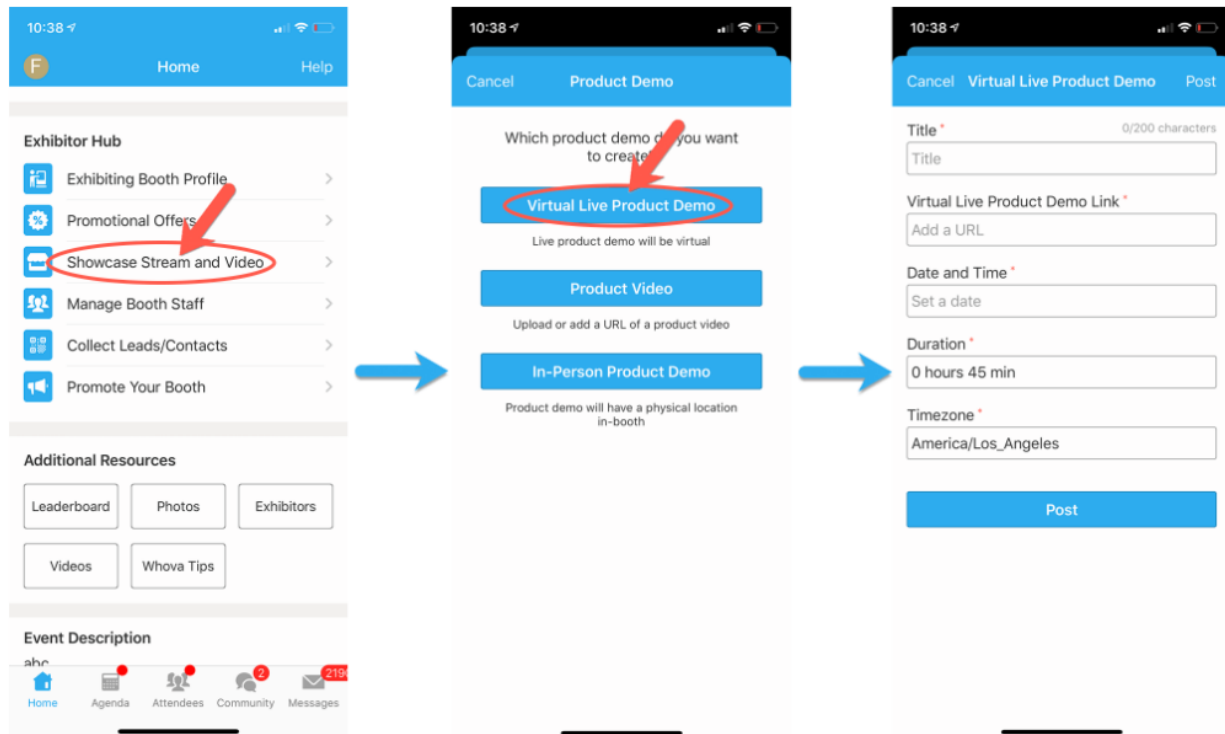 10:38
F
Home
Help
Exhibitor Hub
Exhibiting Booth Profile
Promotional Offers
Showcase Stream and Video
Manage Booth Staff
Collect Leads/Contacts
Promote Your Booth
Additional Resources
Leaderboard
Photos
Exhibitors
Videos
Whova Tips
Event Description
abc
2
Home
Agenda
Attendees
Community
Messages
10:38
Cancel
Product Demo
Which product demo do you want
to create
Virtual Live Product Demo
Live product demo will be virtual
Product Video
Upload or add a URL of a product video
In-Person Product Demo
Product demo will have a physical location
in-booth
10:38
Cancel
Virtual Live Product Demo
Post
Title *
0/200 characters
Title
Virtual Live Product Demo Link *
Add a URL
Date and Time *
Set a date
Duration *
0 hours 45 min
Timezone *
America/Los_Angeles
Post